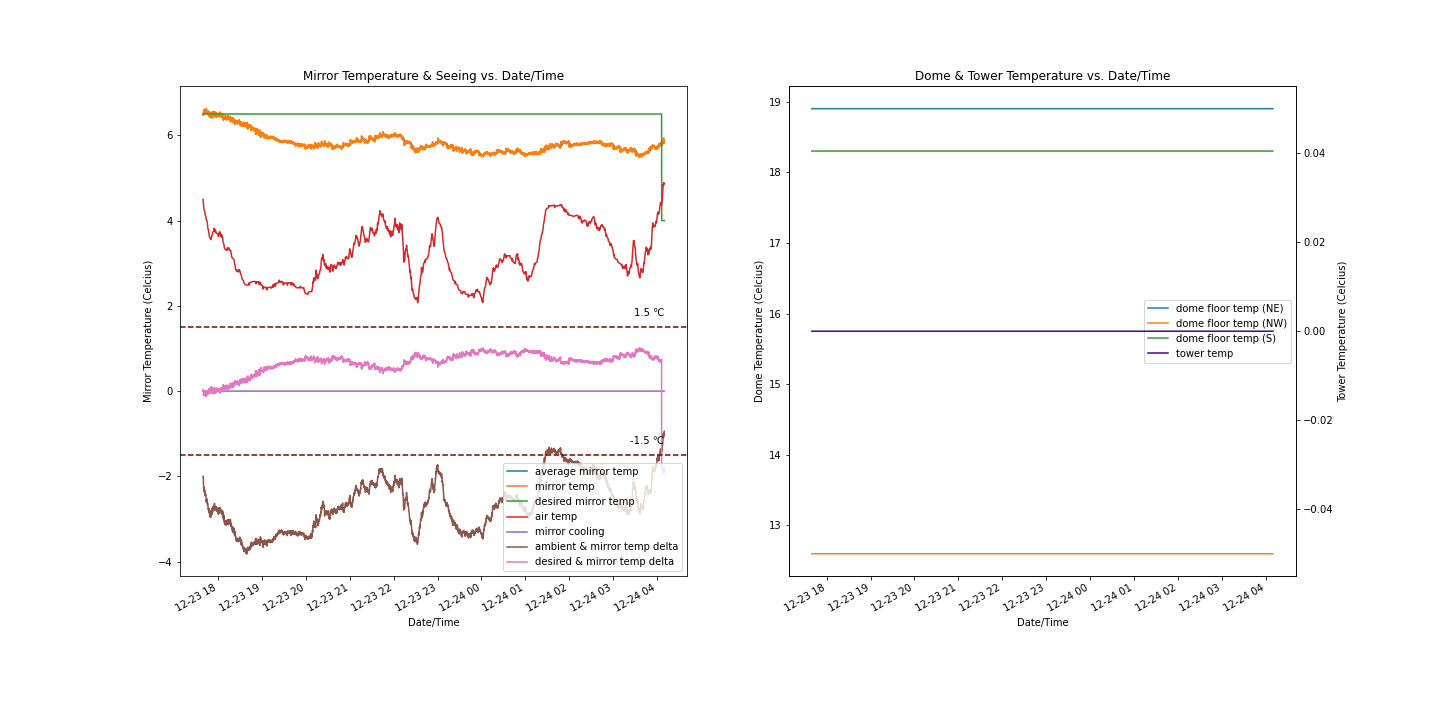 Mirror Temperature & Seeing vs. Date/Time
Mirror Temperature (Celcius)
6
4
2
0
−2
−4
1.5 °C
-1.5 °C
average mirror temp
mirror temp
desired mirror temp
air temp
mirror cooling
ambient & mirror temp delta
desired & mirror temp delta
12-23 18
12-23 19
12-23 20
12-23 21
12-23 22
12-23 23
12-24 00
12-24 01
12-24 02
12-24 03
12-24 04
Date/Time
Dome & Tower Temperature vs. Date/Time
Dome Temperature (Celcius)
19
18
17
16
15
14
13
dome floor temp (NE)
dome floor temp (NW)
dome floor temp (S)
tower temp
0.04
0.02
0.00
−0.02
−0.04
Tower Temperature (Celcius)
12-23 18
12-23 19
12-23 20
12-23 21
12-23 22
12-23 23
12-24 00
12-24 01
12-24 02
12-24 03
12-24 04
Date/Time